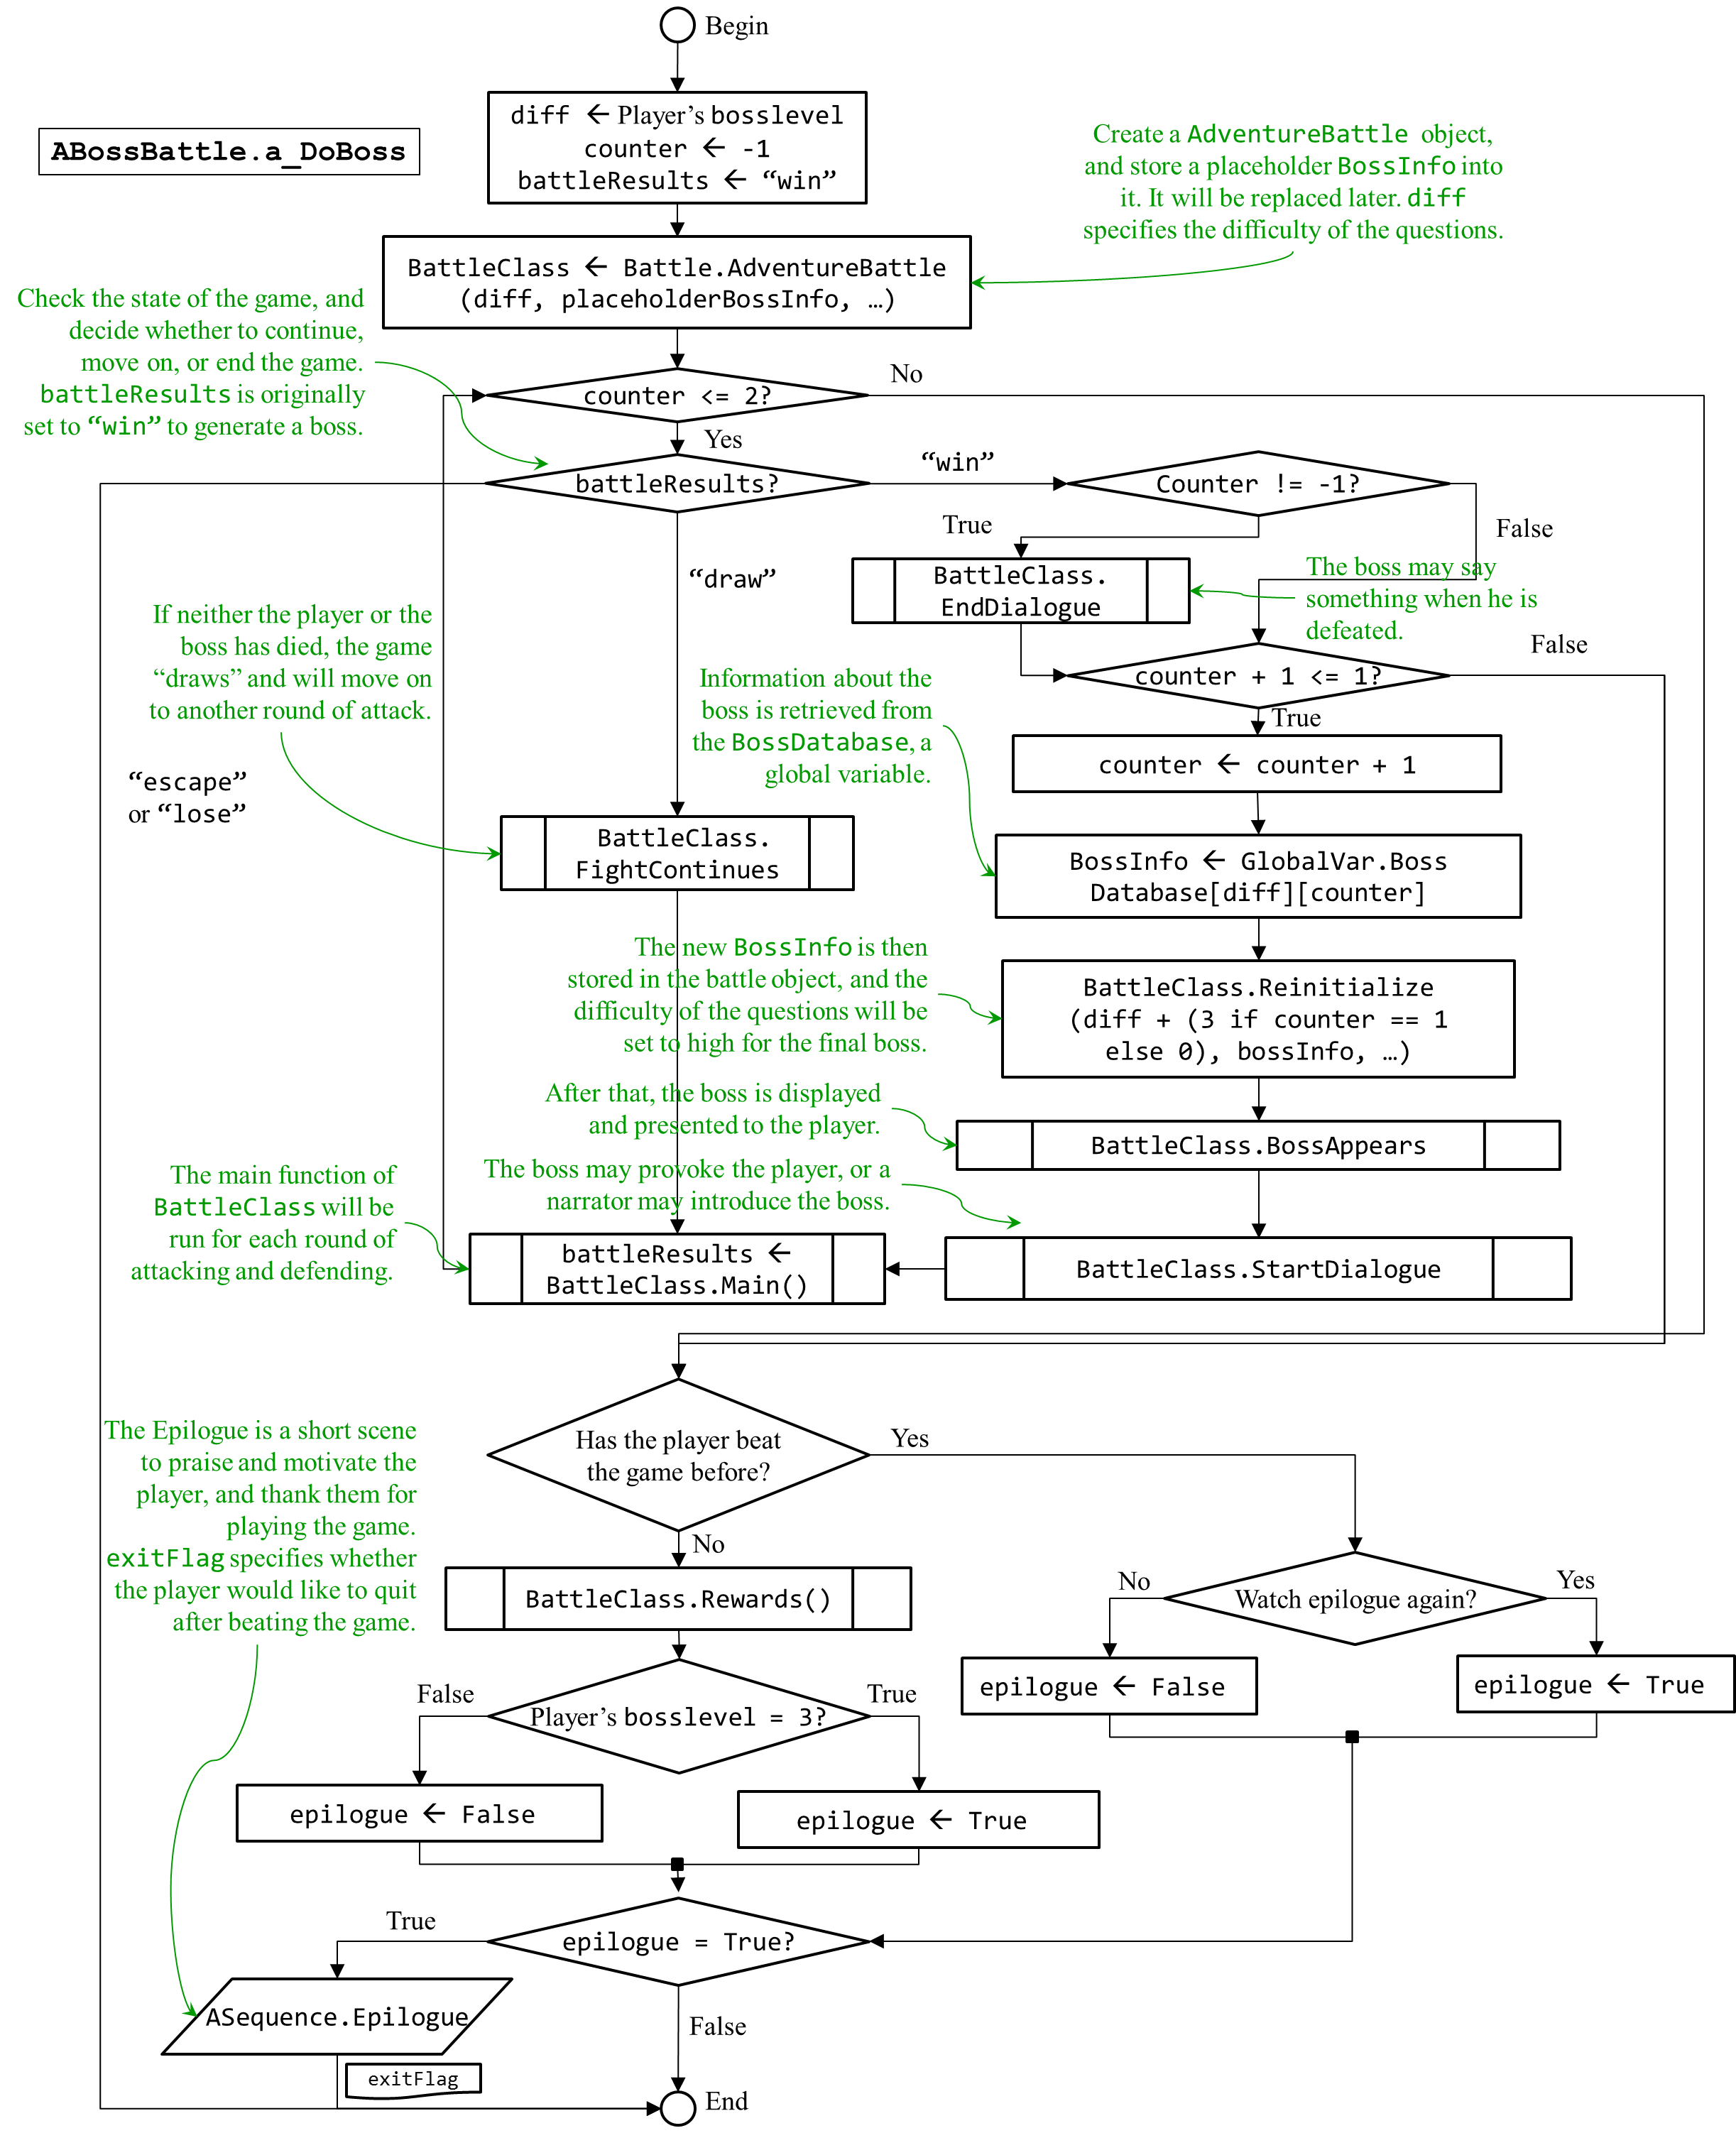 Begin
diff ← Player’s bosslevel
counter ← -1
battleResults ← “win”
ABossBattle.a_DoBoss
Create a AdventureBattle object,
and store a placeholder BossInfo into
it. It will be replaced later. diff
specifies the difficulty of the questions.
BattleClass ← Battle.AdventureBattle
(diff, placeholderBossInfo, …)
Check the state of the game, and
decide whether to continue,
move on, or end the game.
battleResults is originally
set to “win” to generate a boss.
counter <= 2?
No
Yes
battleResults?
“win”
Counter != -1?
True
False
“draw”
BattleClass.
EndDialogue
The boss may say
something when he is
defeated.
If neither the player or the
boss has died, the game
“draws” and will move on
to another round of attack.
counter + 1 <= 1?
False
True
Information about the
boss is retrieved from
the BossDatabase, a
global variable.
“escape”
or “lose”
counter ← counter + 1
BattleClass.
FightContinues
BossInfo ← GlobalVar.Boss
Database[diff][counter]
The new BossInfo is then
stored in the battle object, and the
difficulty of the questions will be
set to high for the final boss.
BattleClass.Reinitialize
(diff + (3 if counter == 1
else 0), bossInfo, …)
After that, the boss is displayed
and presented to the player.
BattleClass.BossAppears
The boss may provoke the player, or a
narrator may introduce the boss.
The main function of
BattleClass will be
run for each round of
attacking and defending.
battleResults ←
BattleClass.Main()
BattleClass.StartDialogue
Has the player beat
the game before?
Yes
No
The Epilogue is a short scene
to praise and motivate the
player, and thank them for
playing the game.
exitFlag specifies whether
the player would like to quit
after beating the game.
BattleClass.Rewards()
No
Watch epilogue again?
Yes
epilogue ← False
epilogue ← True
False
Player’s bosslevel = 3?
True
epilogue ← False
epilogue ← True
True
epilogue = True?
ASequence.Epilogue
False
exitFlag
End